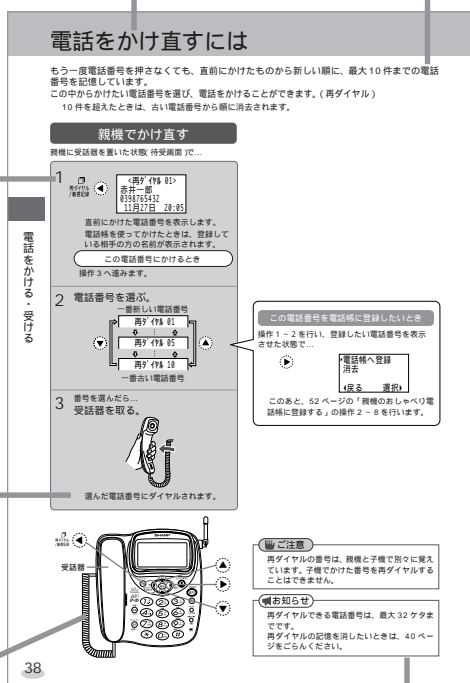 電話をかけ直すには
もう一度電話番号を押さなくても、直前にかけたものから新しい順に、最大10件までの電話
番号を記憶しています。
この中からかけたい電話番号を選び、電話をかけることができます。(再ダイヤル)
10件を超えたときは、古い電話番号から順に消去されます。
親機でかけ直す
親機に受話器を置いた状態(待受画面)で…
1
再ダイヤル
/着信記録
<再ダイヤル 01>
赤井一郎
0398765432
11月27日 20:05
直前にかけた電話番号を表示します。
電話帳を使ってかけたときは、登録して
いる相手の方の名前が表示されます。
この電話番号にかけるとき
操作3へ進みます。
2 電話番号を選ぶ。
一番新しい電話番号
再ダイヤル 01
再ダイヤル 05
再ダイヤル 10
一番古い電話番号
3 番号を選んだら…
受話器を取る。
選んだ電話番号にダイヤルされます。
電話をかける・受ける
この電話番号を電話帳に登録したいとき
操作1~2を行い、登録したい電話番号を表示
させた状態で…
電話帳へ登録
消去
戻る 選択
このあと、52ページの「親機のおしゃべり電
話帳に登録する」の操作2~8を行います。
再ダイヤル
/着信記録
受話器
SHARP
ご注意
再ダイヤルの番号は、親機と子機で別々に覚え
ています。子機でかけた番号を再ダイヤルする
ことはできません。
お知らせ
再ダイヤルできる電話番号は、最大32ケタま
でです。
再ダイヤルの記憶を消したいときは、40ペー
ジをごらんください。
38